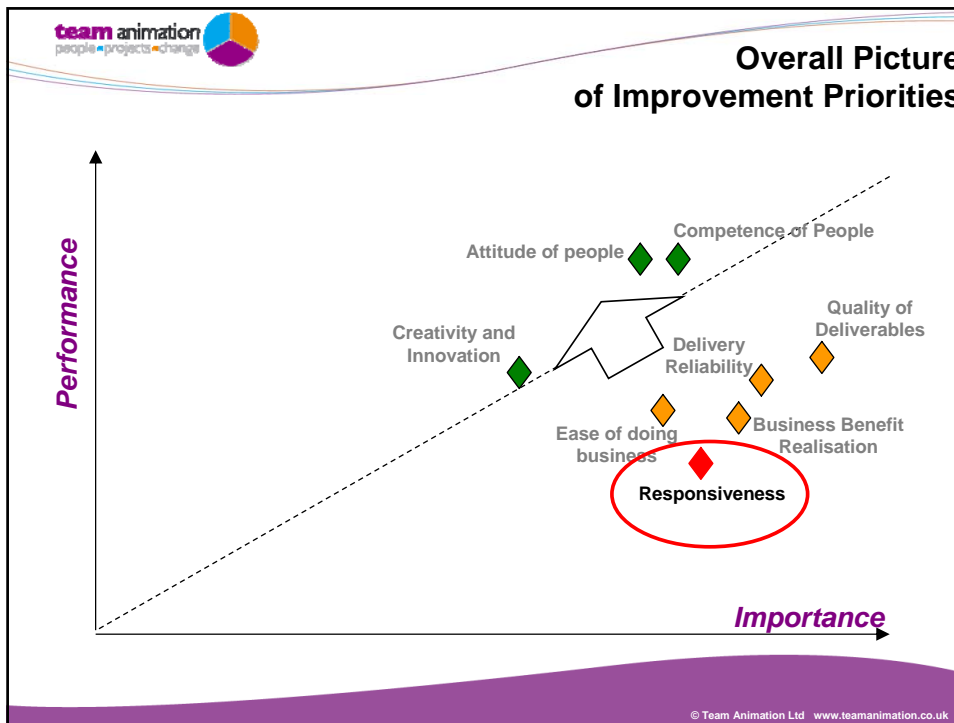 team animation
people projects change
Overall Picture
of Improvement Priorities
Performance
Attitude of people
Competence of People
Creativity and
Innovation
Quality of
Deliverables
Delivery
Reliability
Ease of doing
business
Business Benefit
Realisation
Responsiveness
Importance
© Team Animation Ltd www.teamanimation.co.uk